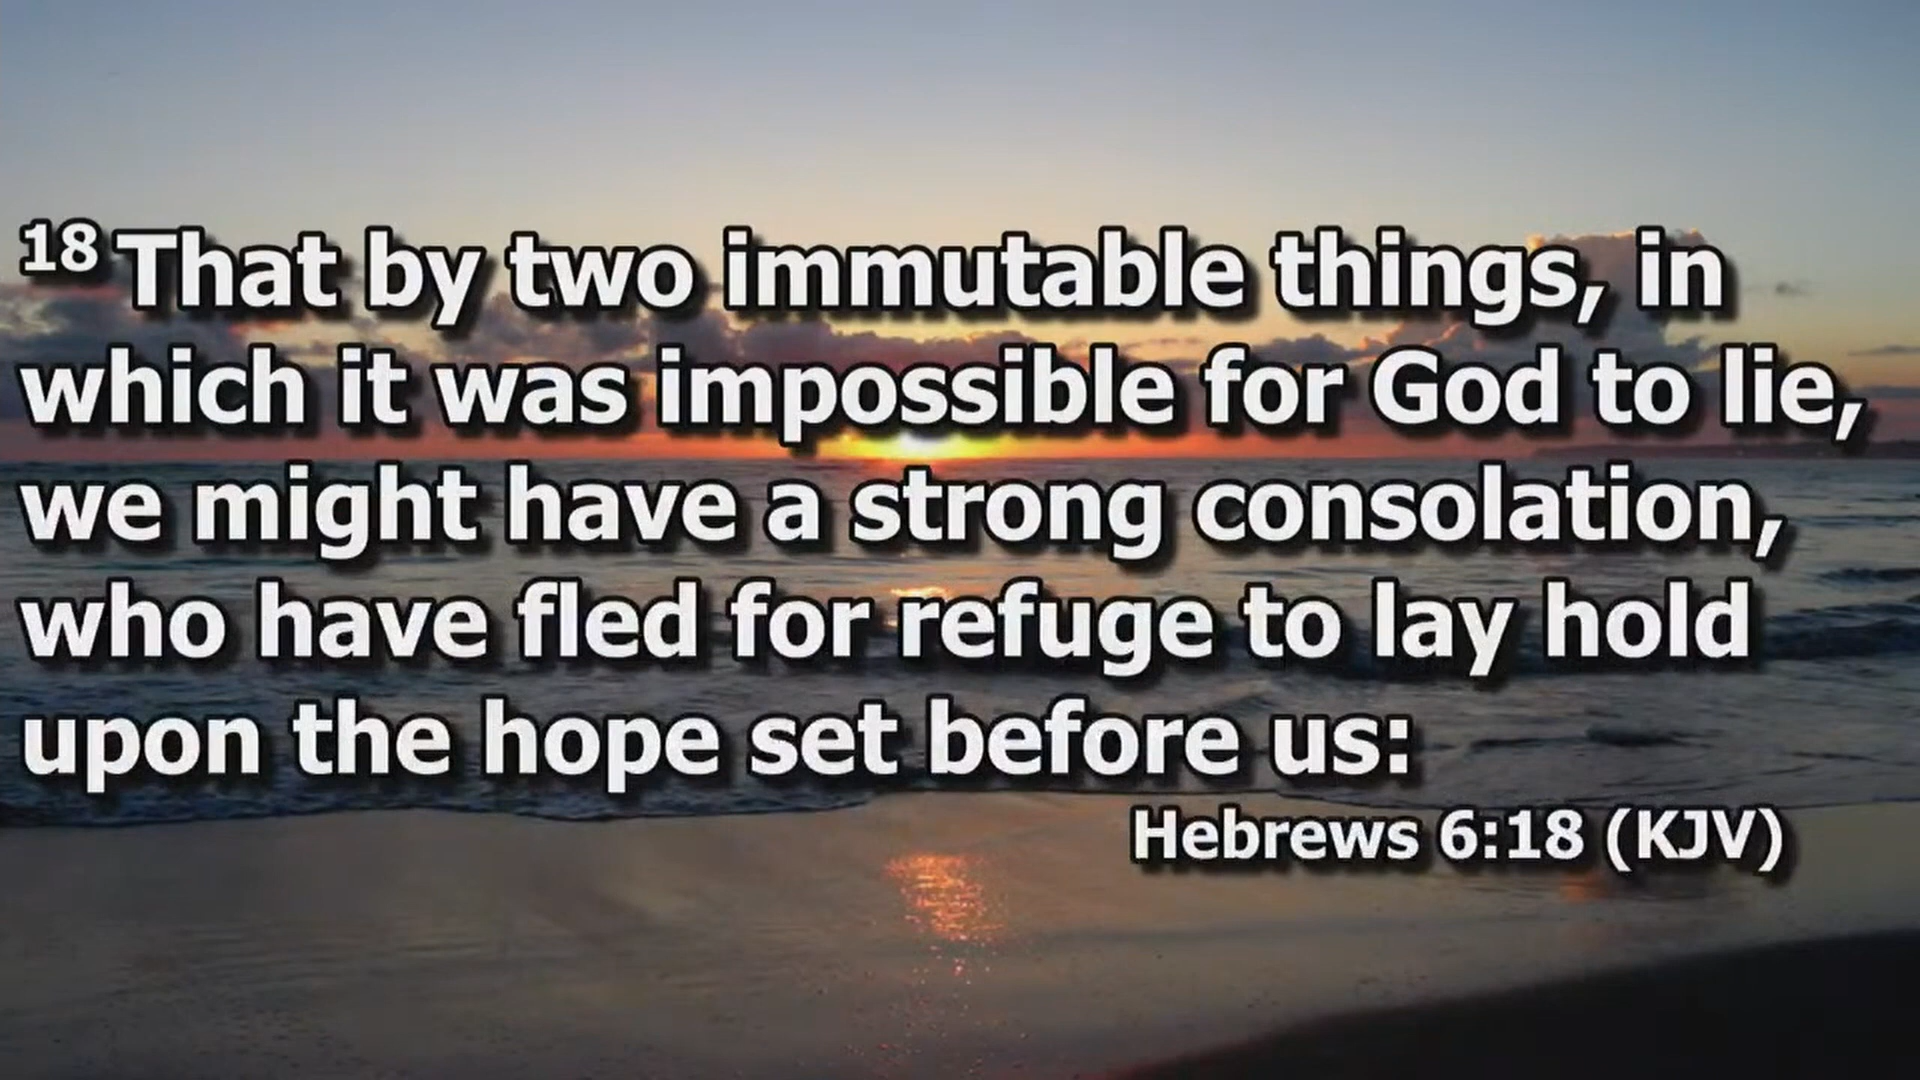 18 That by two immutable things, in
which it was impossible for God to lie,
we might have a strong consolation,
who have fled for refuge to lay hold
upon the hope set before us:
Hebrews 6:18 (KJV)